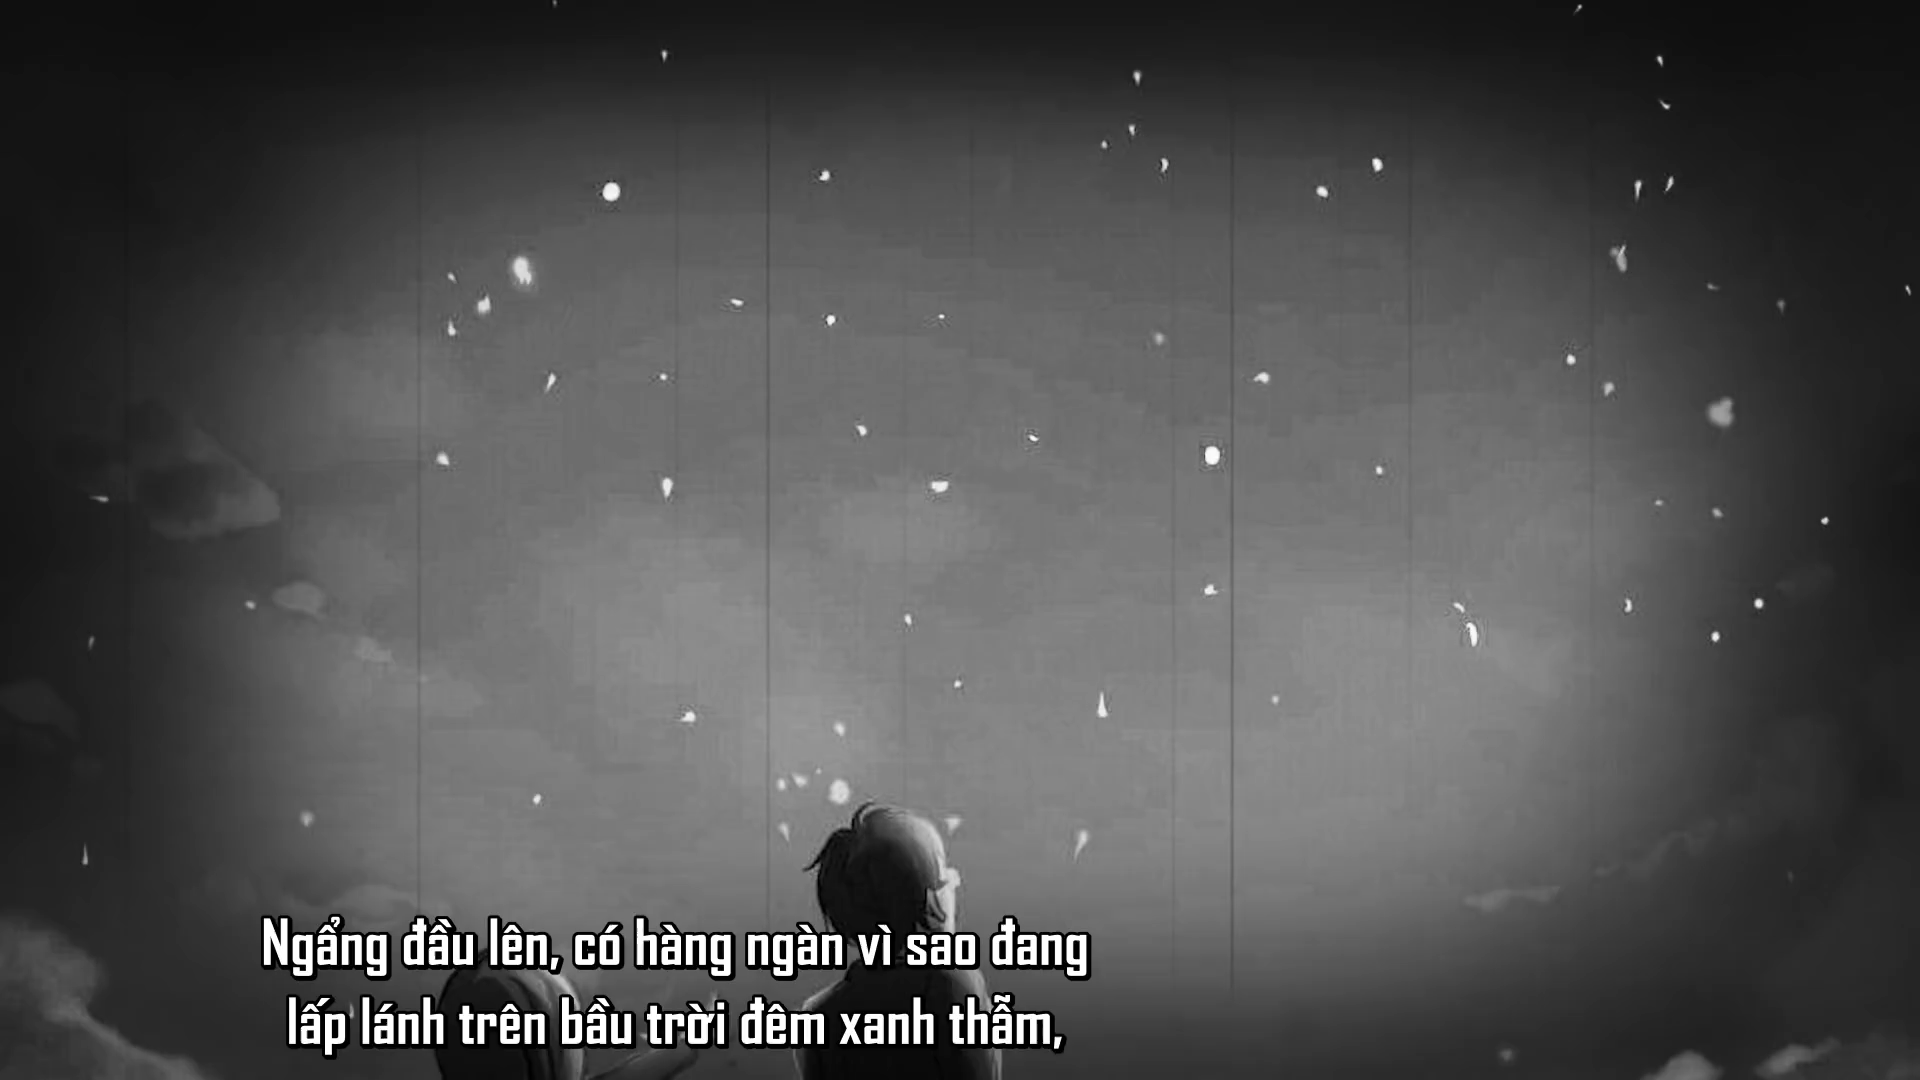 Ngẩng đầu lên, có hàng ngàn vì sao đang
lấp lánh trên bầu trời đêm xanh thẫm,